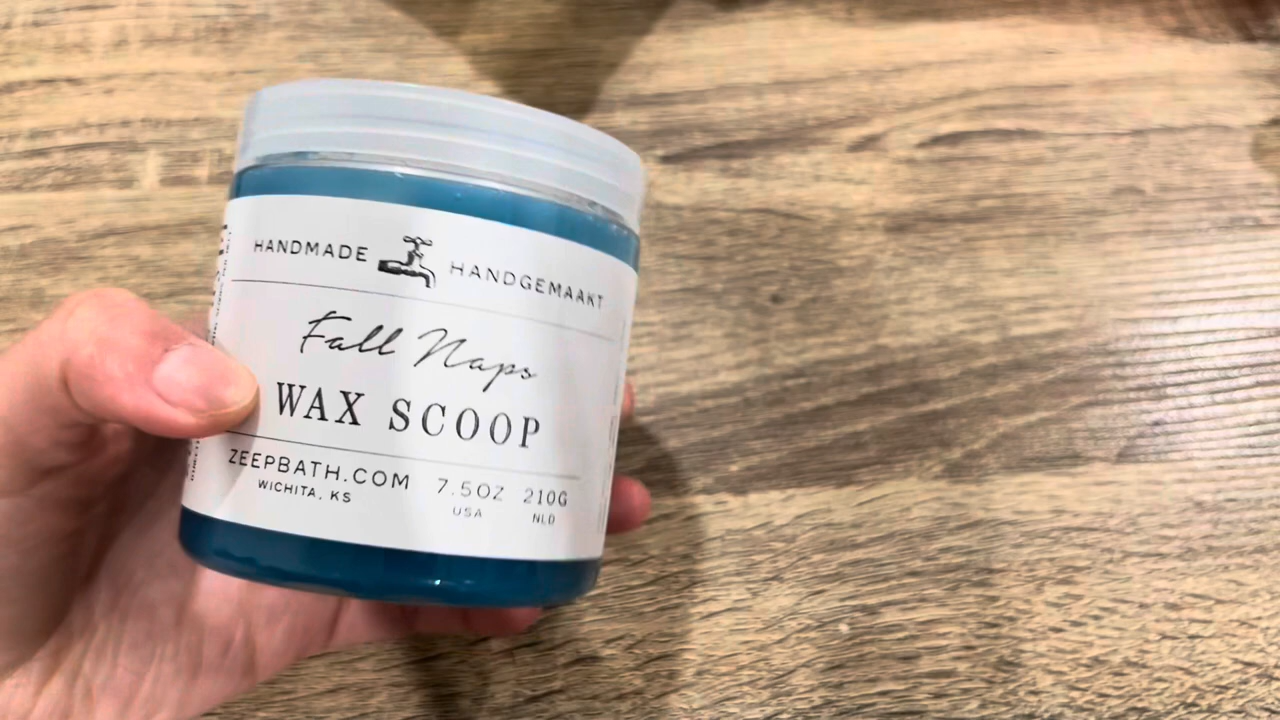 HANDMADE HANDGEMAAKT
Fall Naps
WAX SCOOP
ZEEPBATH.COM 7.5OZ 210G
WICHITA, KS USA NLD